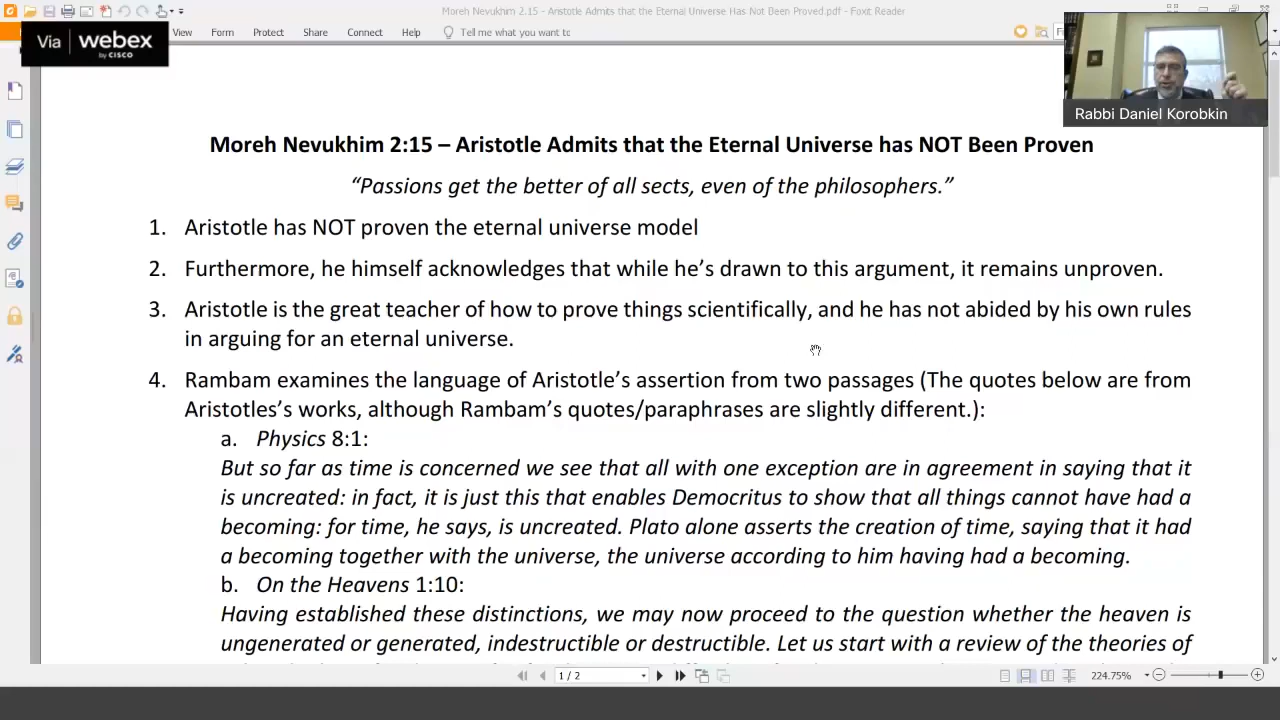 Moreh Nevukhim 2.15 - Aristotle Admits that the Eternal Universe Has Not Been Proved.pdf - Foxit Reader
Via webex
by CISCO
View Form Protect Share Connect Help Tell me what you want to
Rabbi Daniel Korobkin
Moreh Nevukhim 2:15 – Aristotle Admits that the Eternal Universe has NOT Been Proven
“Passions get the better of all sects, even of the philosophers.”
1. Aristotle has NOT proven the eternal universe model
2. Furthermore, he himself acknowledges that while he’s drawn to this argument, it remains unproven.
3. Aristotle is the great teacher of how to prove things scientifically, and he has not abided by his own rules
in arguing for an eternal universe.
4. Rambam examines the language of Aristotle’s assertion from two passages (The quotes below are from
Aristotles’s works, although Rambam’s quotes/paraphrases are slightly different.):
a. Physics 8:1:
But so far as time is concerned we see that all with one exception are in agreement in saying that it
is uncreated: in fact, it is just this that enables Democritus to show that all things cannot have had a
becoming: for time, he says, is uncreated. Plato alone asserts the creation of time, saying that it had
a becoming together with the universe, the universe according to him having had a becoming.
b. On the Heavens 1:10:
Having established these distinctions, we may now proceed to the question whether the heaven is
ungenerated or generated, indestructible or destructible. Let us start with a review of the theories of
1 / 2
224.75%